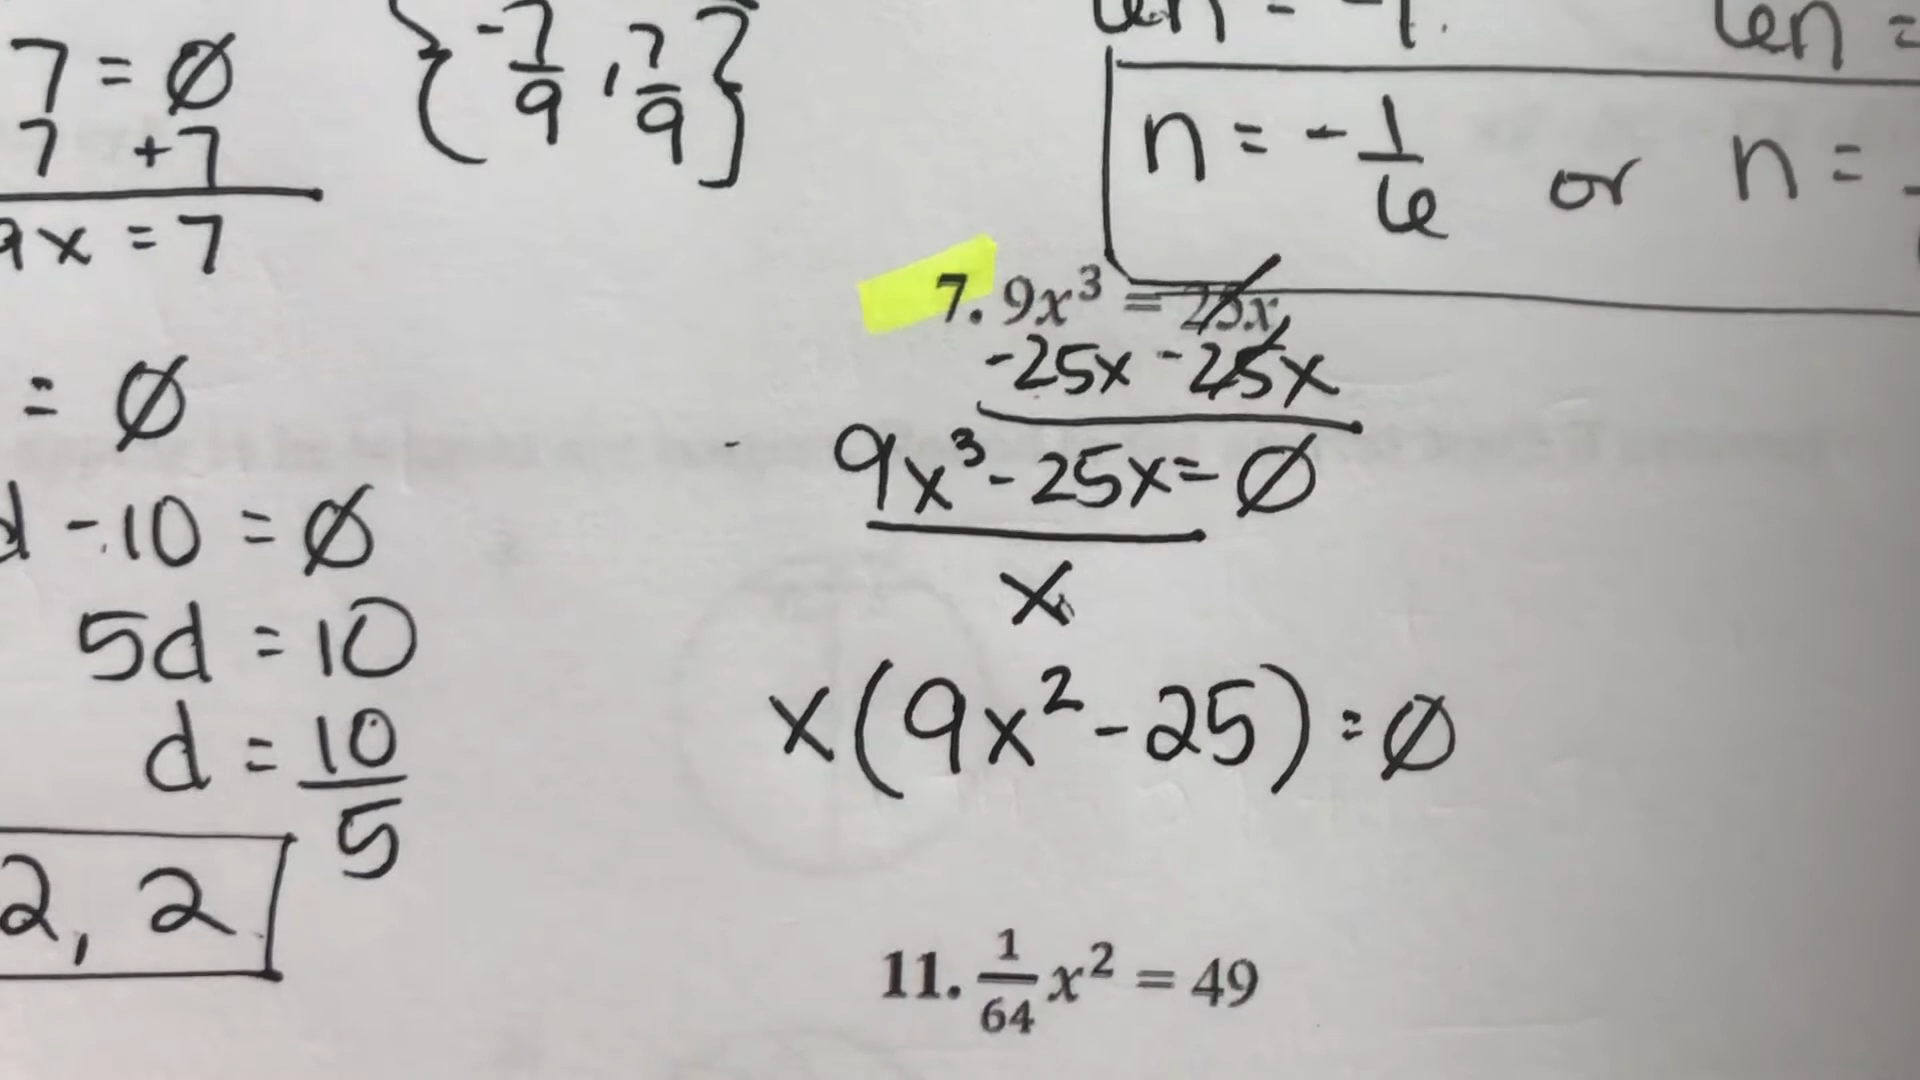 7 = ∅
7 +7
9x = 7
{-7/9, 7/9}
n = -1/6 or n =
7. 9x³ = 25x
-25x -25x
9x³ - 25x = ∅
x
x(9x² - 25) = ∅
= ∅
d - 10 = ∅
5d = 10
d = 10/5
2, 2
11. 1/64 x² = 49